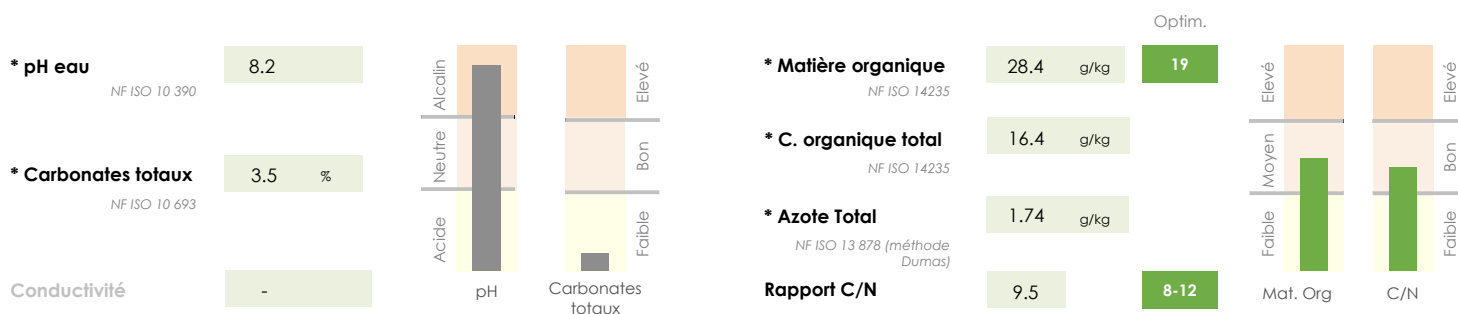 Optim.
* pH eau
8.2
NF ISO 10 390
* Carbonates totaux
3.5 %
NF ISO 10 693
Conductivité
-
Alcalin
Neutre
Acide
Elevé
Bon
Faible
pH
Carbonates
totaux
* Matière organique
28.4 g/kg
19
NF ISO 14235
* C. organique total
16.4 g/kg
NF ISO 14235
* Azote Total
1.74 g/kg
NF ISO 13 878 (méthode
Dumas)
Rapport C/N
9.5
8-12
Elevé
Moyen
Faible
Elevé
Bon
Faible
Mat. Org
C/N